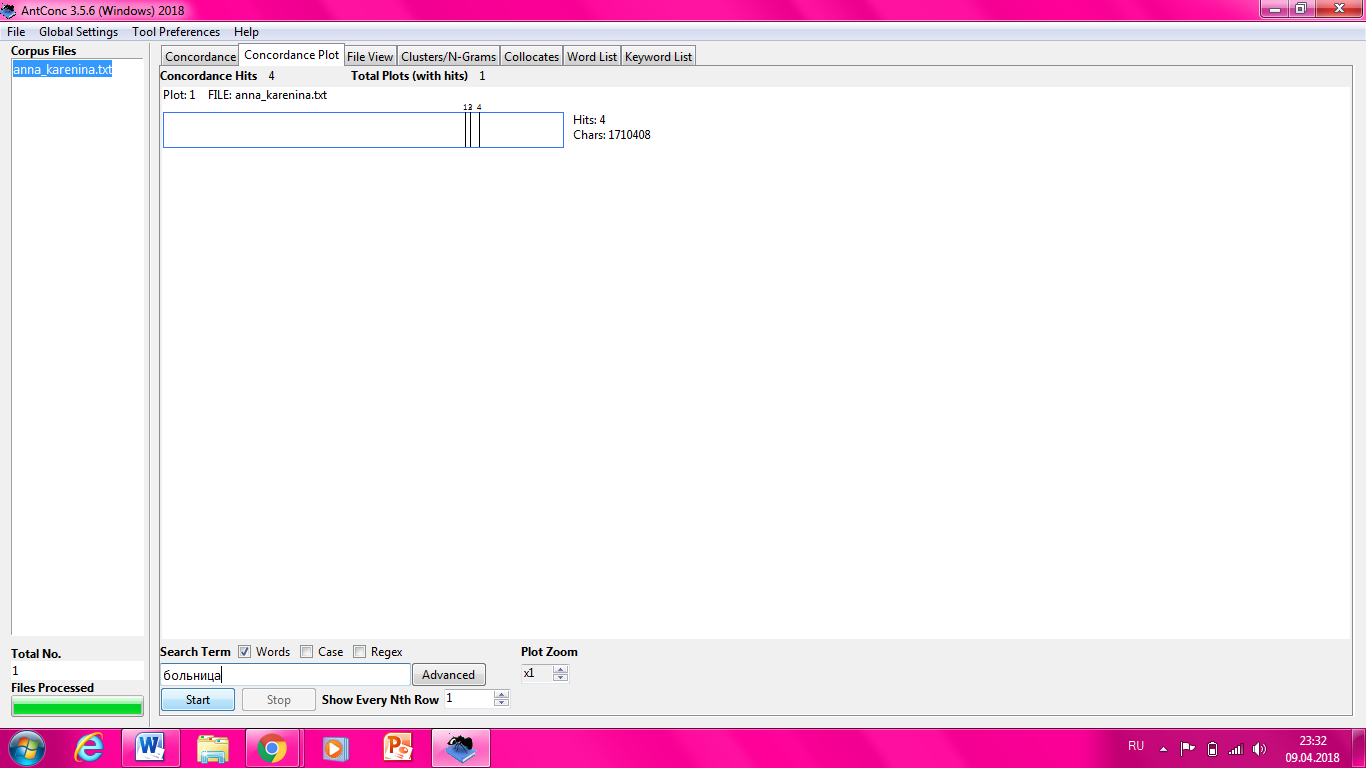 AntConc 3.5.6 (Windows) 2018
File Global Settings Tool Preferences Help
Corpus Files
anna_karenina.txt
Concordance Concordance Plot File View Clusters/N-Grams Collocates Word List Keyword List
Concordance Hits 4 Total Plots (with hits) 1
Plot: 1 FILE: anna_karenina.txt
4
Hits: 4
Chars: 1710408
Total No.
1
Files Processed
Search Term Words Case Regex Plot Zoom
больница Advanced x1
Start Stop Show Every Nth Row 1
RU 23:32
09.04.2018